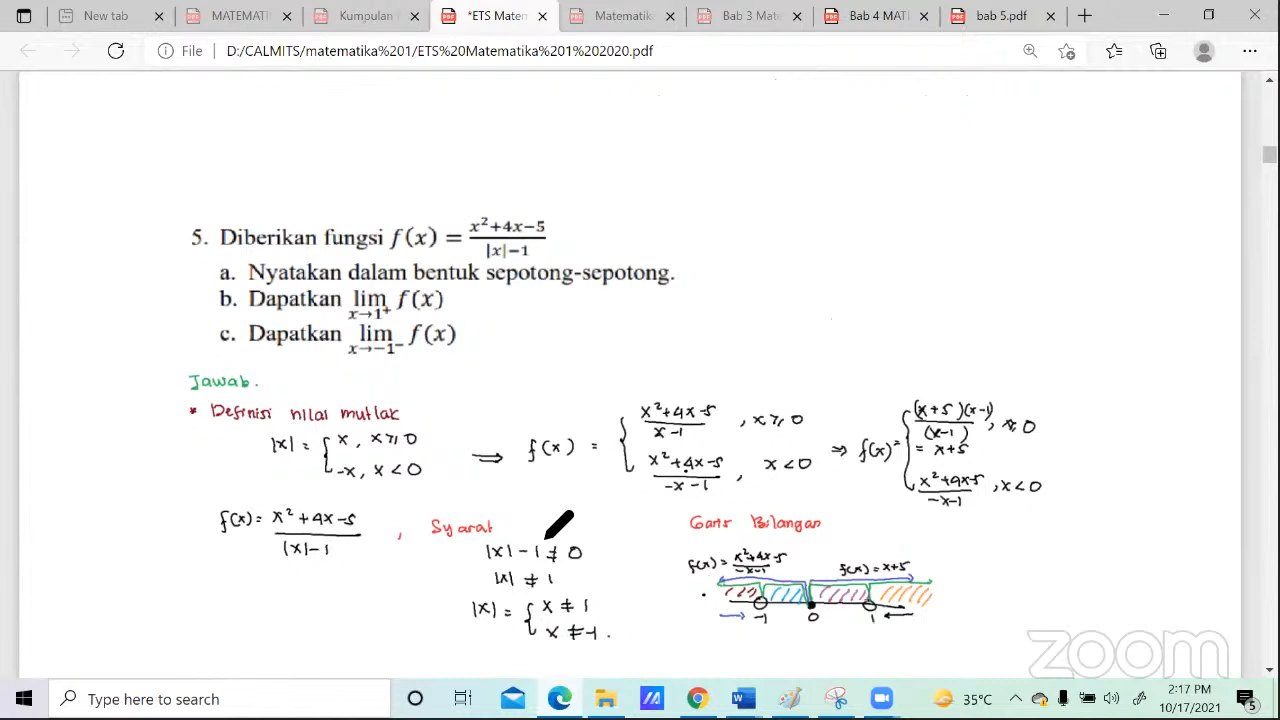 New tab
MATEMATI
Kumpulan
*ETS Matem
Matematik
Bab 3 Mate
Bab 4 MATI
bab 5.pdf
File
D:/CALMITS/matematika%201/ETS%20Matematika%201%202020.pdf
5. Diberikan fungsi f(x) = (x²+4x−5)/(|x|−1)
a. Nyatakan dalam bentuk sepotong-sepotong.
b. Dapatkan lim x→1⁺ f(x)
c. Dapatkan lim x→−1⁻ f(x)
Jawab.
* Definisi nilai mutlak
|x| = { x, x ≥ 0
-x, x < 0
⟹ f(x) = { (x²+4x-5)/(x-1), x ≥ 0
(x²+4x-5)/(-x-1), x < 0
⇒ f(x) = { (x+5)(x-1)/(x-1), x ≥ 0
= x+5
(x²+4x-5)/(-x-1), x < 0
f(x) = (x²+4x-5)/(|x|-1), Syarat
|x| - 1 ≠ 0
|x| ≠ 1
|x| = { x ≠ 1
x ≠ -1.
Garis Bilangan
f(x) = (x²+4x-5)/(-x-1)
f(x) = x+5
-1 0 1
zoom
Type here to search
35°C
2:17 PM
10/17/2021
5